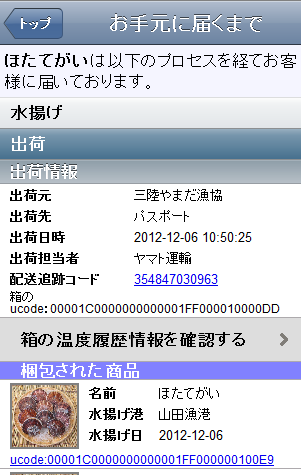 トップ
お手元に届くまで
ほたてがいは以下のプロセスを経てお客
様に届いております。
水揚げ
出荷
出荷情報
出荷元 三陸やまだ漁協
出荷先 パスポート
出荷日時 2012-12-06 10:50:25
出荷担当者 ヤマト運輸
配送追跡コード 354847030963
箱の
ucode:00001C0000000000001FF000010000DD
箱の温度履歴情報を確認する
梱包された商品
名前 ほたてがい
水揚げ港 山田漁港
水揚げ日 2012-12-06
ucode:00001C0000000000001FF000000100E9